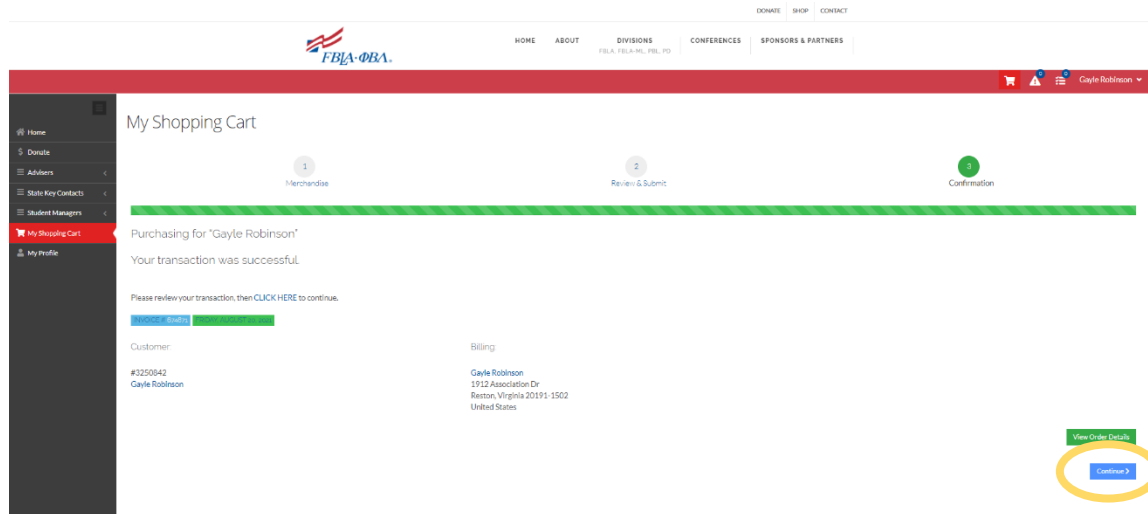 DONATE SHOP CONTACT
FBLA-ΦBΛ.
HOME ABOUT DIVISIONS CONFERENCES SPONSORS & PARTNERS
FBLA, FBLA-ML, PBL, PD
0 0 Gayle Robinson
My Shopping Cart
Home
$ Donate
Advisers
State Key Contacts
Student Managers
My Shopping Cart
My Profile
1 2 3
Merchandise Review & Submit Confirmation
Purchasing for "Gayle Robinson"
Your transaction was successful.
Please review your transaction, then CLICK HERE to continue.
INVOICE # FRIDAY, AUGUST
Customer: Billing:
#3250842 Gayle Robinson
Gayle Robinson 1912 Association Dr
Reston, Virginia 20191-1502
United States
View Order Details
Continue >